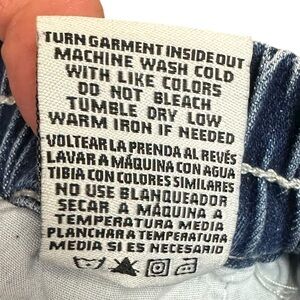 TURN GARMENT INSIDE OUT
MACHINE WASH COLD
WITH LIKE COLORS
DO NOT BLEACH
TUMBLE DRY LOW
WARM IRON IF NEEDED
VOLTEAR LA PRENDA AL REVÉS
LAVAR A MÁQUINA CON AGUA
TIBIA CON COLORES SIMILARES
NO USE BLANQUEADOR
SECAR A MÁQUINA A
TEMPERATURA MEDIA
PLANCHAR A TEMPERATURA
MEDIA SI ES NECESARIO